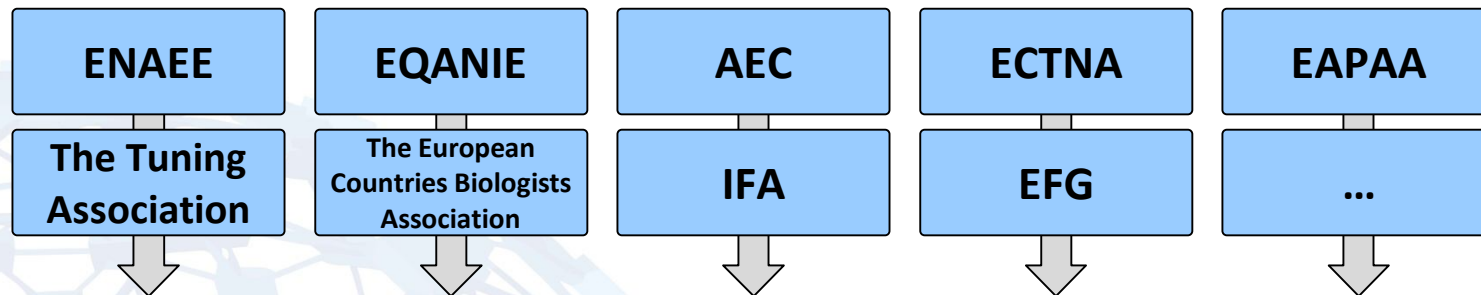 ENAEE
EQANIE
AEC
ECTNA
EAPAA
The Tuning
Association
The European
Countries Biologists
Association
IFA
EFG
...